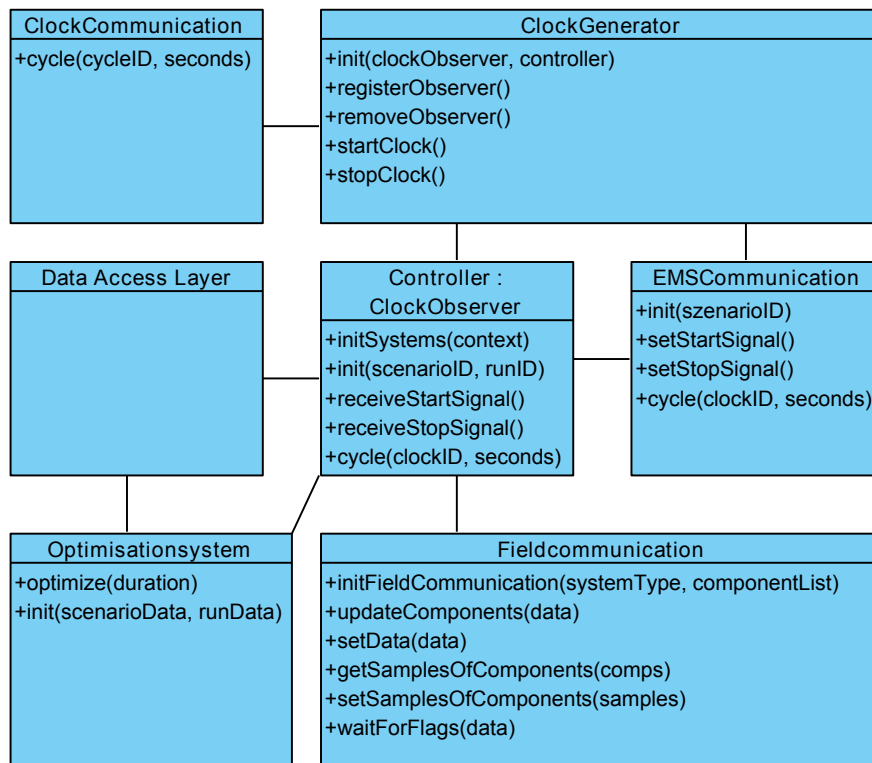 ClockCommunication
+cycle(cycleID, seconds)
ClockGenerator
+init(clockObserver, controller)
+registerObserver()
+removeObserver()
+startClock()
+stopClock()
Data Access Layer
Controller :
ClockObserver
+initSystems(context)
+init(scenarioID, runID)
+receiveStartSignal()
+receiveStopSignal()
+cycle(clockID, seconds)
EMSCommunication
+init(szenarioID)
+setStartSignal()
+setStopSignal()
+cycle(clockID, seconds)
Optimisationsystem
+optimize(duration)
+init(scenarioData, runData)
Fieldcommunication
+initFieldCommunication(systemType, componentList)
+updateComponents(data)
+setData(data)
+getSamplesOfComponents(comps)
+setSamplesOfComponents(samples)
+waitForFlags(data)